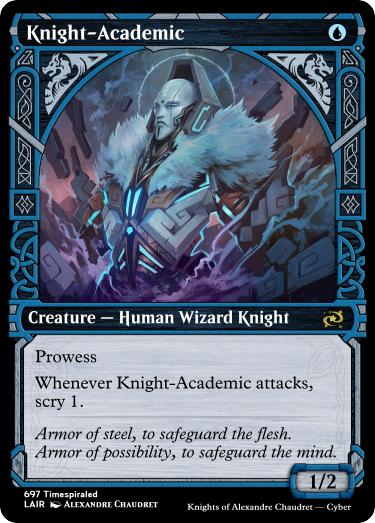 Knight-Academic
Creature — Human Wizard Knight
Prowess
Whenever Knight-Academic attacks,
scry 1.
Armor of steel, to safeguard the flesh.
Armor of possibility, to safeguard the mind.
1/2
697 Timespiraled
LAIR Alexandre Chaudret
Knights of Alexandre Chaudret — Cyber